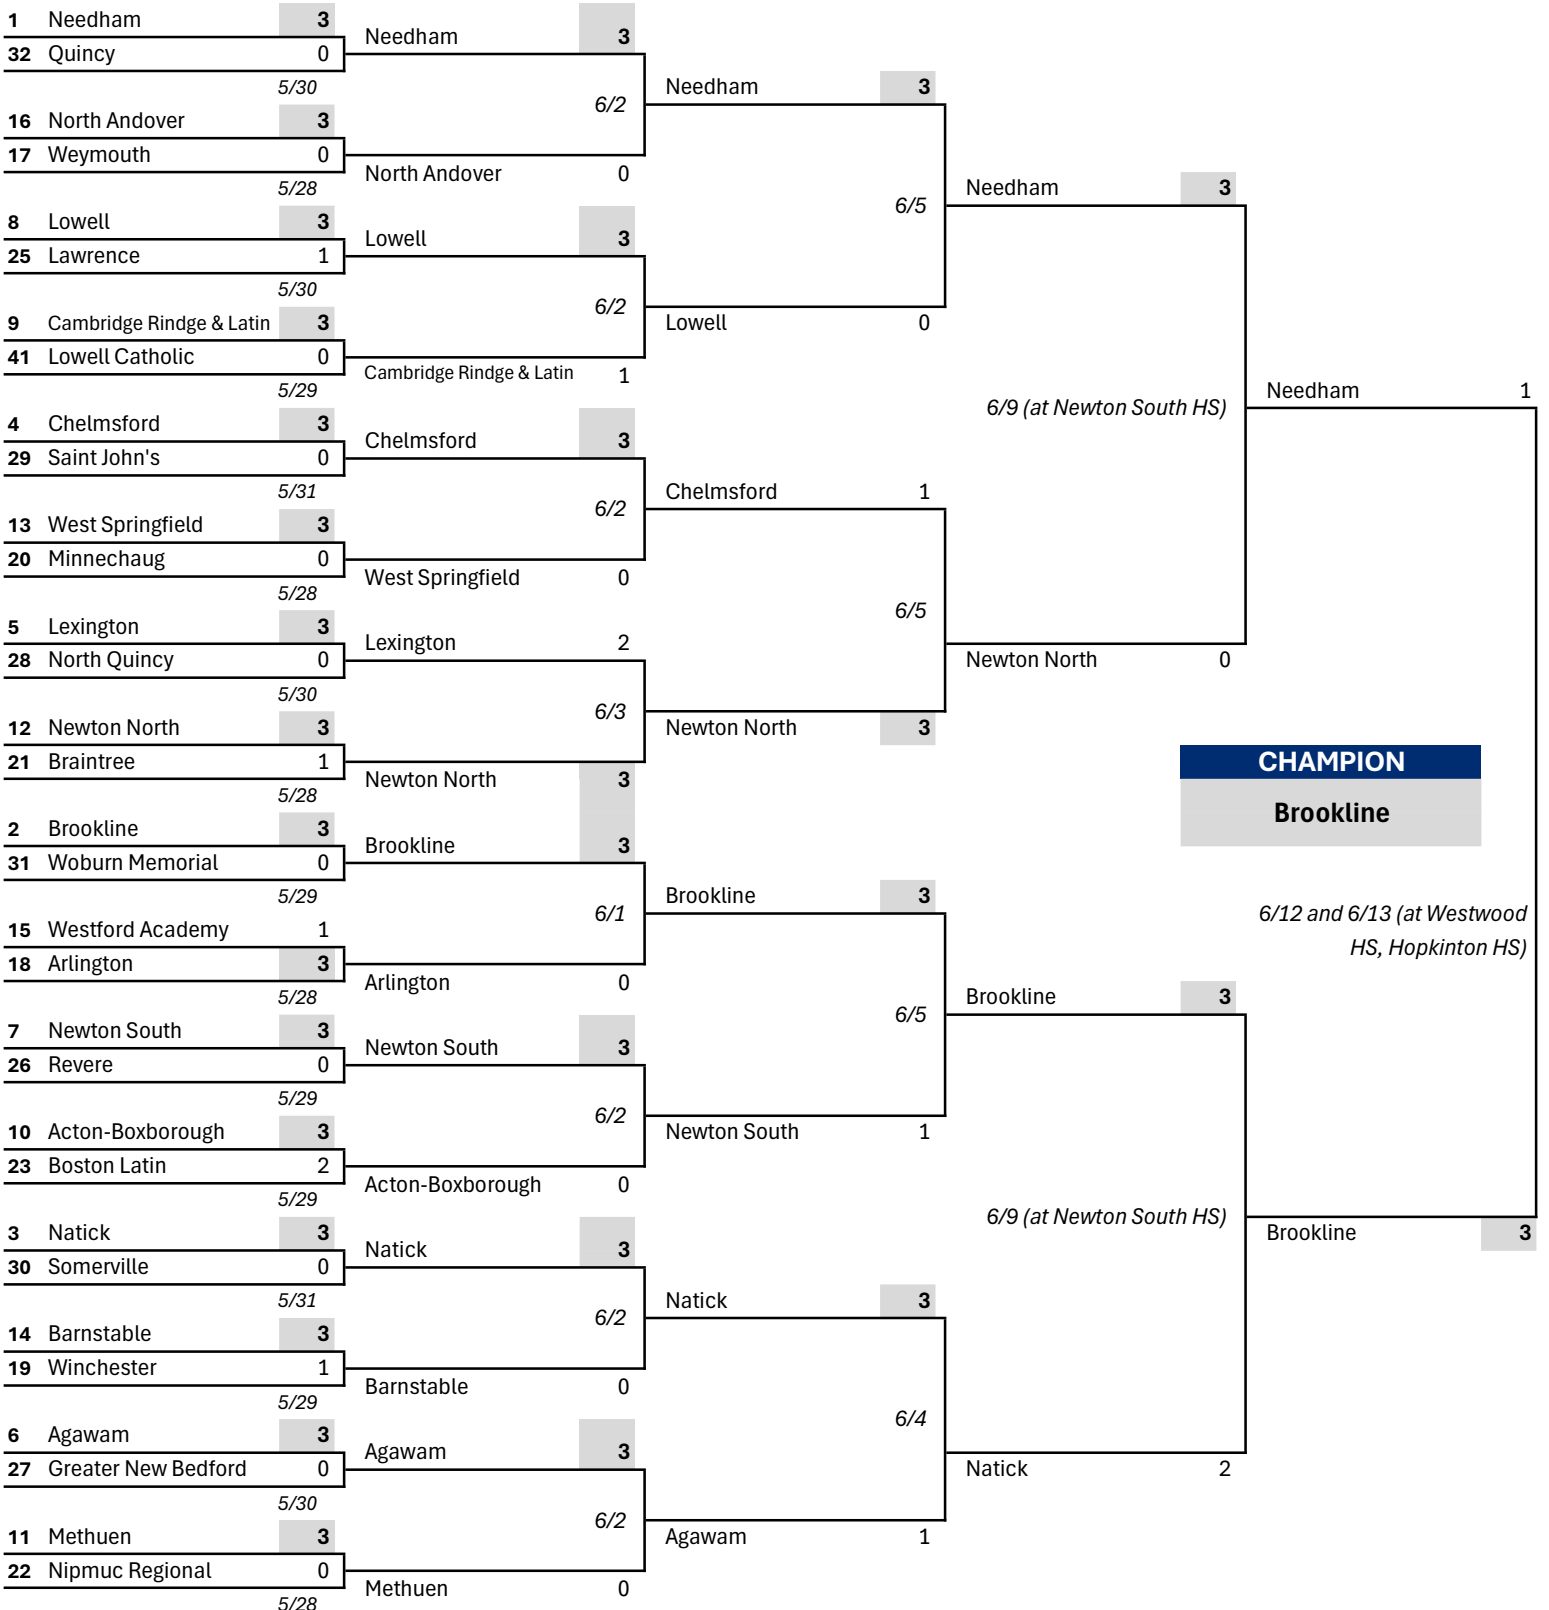 1 Needham 3
32 Quincy 0
5/30
16 North Andover 3
17 Weymouth 0
5/28
8 Lowell 3
25 Lawrence 1
5/30
9 Cambridge Rindge & Latin 3
41 Lowell Catholic 0
5/29
4 Chelmsford 3
29 Saint John's 0
5/31
13 West Springfield 3
20 Minnechaug 0
5/28
5 Lexington 3
28 North Quincy 0
5/30
12 Newton North 3
21 Braintree 1
5/28
2 Brookline 3
31 Woburn Memorial 0
5/29
15 Westford Academy 1
18 Arlington 3
5/28
7 Newton South 3
26 Revere 0
5/29
10 Acton-Boxborough 3
23 Boston Latin 2
5/29
3 Natick 3
30 Somerville 0
5/31
14 Barnstable 3
19 Winchester 1
5/29
6 Agawam 3
27 Greater New Bedford 0
5/30
11 Methuen 3
22 Nipmuc Regional 0
5/28
Needham 3
6/2
North Andover 0
Lowell 3
6/2
Cambridge Rindge & Latin 1
Chelmsford 3
6/2
West Springfield 0
Lexington 2
6/3
Newton North 3
Brookline 3
6/1
Arlington 0
Newton South 3
6/2
Acton-Boxborough 0
Natick 3
6/2
Barnstable 0
Agawam 3
6/2
Methuen 0
Needham 3
6/5
Lowell 0
Chelmsford 1
6/5
Newton North 3
Brookline 3
6/5
Newton South 1
Natick 3
6/4
Agawam 1
Needham 3
6/9 (at Newton South HS)
Newton North 0
Brookline 3
6/9 (at Newton South HS)
Natick 2
Needham 1
CHAMPION
Brookline
6/12 and 6/13 (at Westwood
HS, Hopkinton HS)
Brookline 3